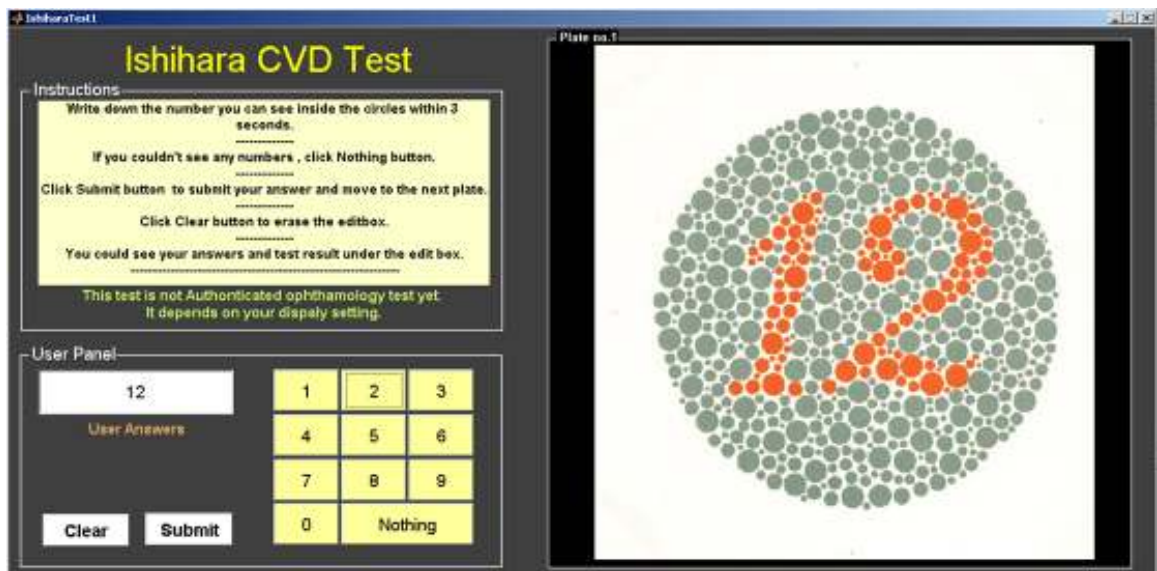 IshiharaTest1
Ishihara CVD Test
Instructions
Write down the number you can see inside the circles within 3
seconds.
--------------
If you couldn't see any numbers , click Nothing button.
--------------
Click Submit button to submit your answer and move to the next plate.
--------------
Click Clear button to erase the editbox.
--------------
You could see your answers and test result under the edit box.
----------------------------------------------------------------
This test is not Authonticated ophthamology test yet.
It depends on your dispaly setting.
User Panel
12
User Answers
1 2 3
4 5 6
7 8 9
0 Nothing
Clear Submit
Plate no.1
12